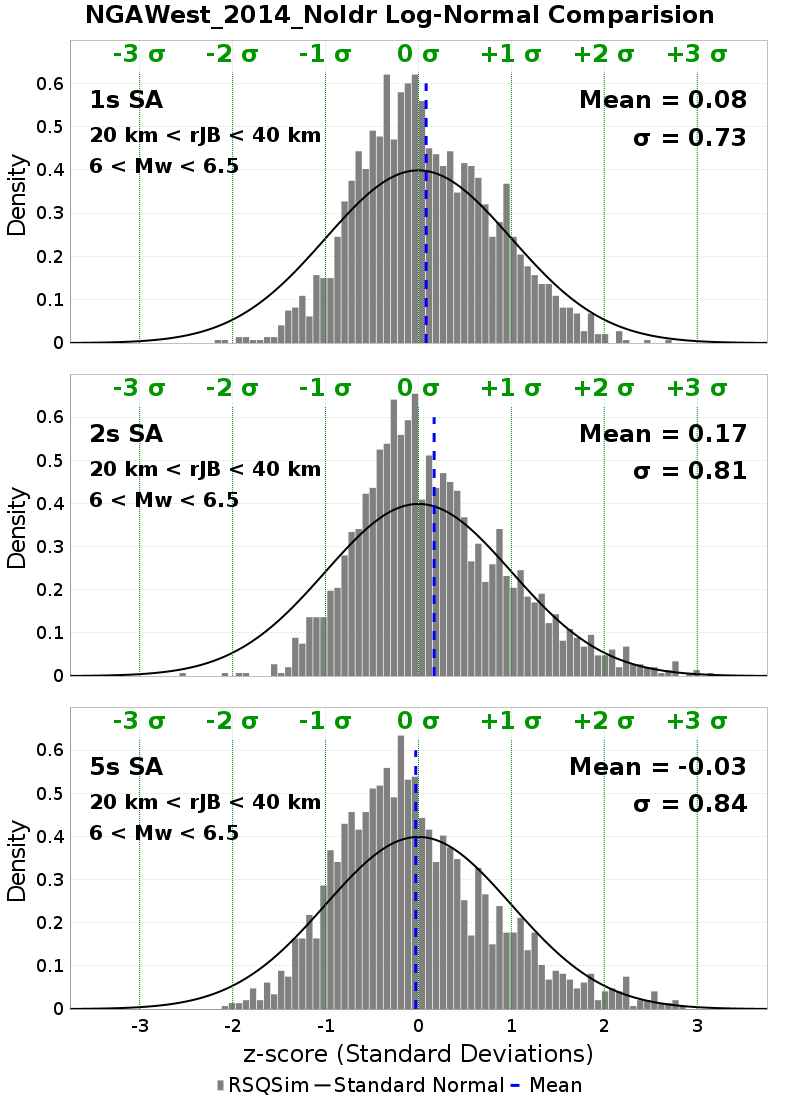 NGAWest_2014_NoIdr Log-Normal Comparision
-3 σ -2 σ -1 σ 0 σ +1 σ +2 σ +3 σ
1s SA
Mean = 0.08
20 km < rJB < 40 km
σ = 0.73
6 < Mw < 6.5
0.6
0.5
0.4
0.3
0.2
0.1
0
Density
-3 σ -2 σ -1 σ 0 σ +1 σ +2 σ +3 σ
2s SA
Mean = 0.17
20 km < rJB < 40 km
σ = 0.81
6 < Mw < 6.5
0.6
0.5
0.4
0.3
0.2
0.1
0
Density
-3 σ -2 σ -1 σ 0 σ +1 σ +2 σ +3 σ
5s SA
Mean = -0.03
20 km < rJB < 40 km
σ = 0.84
6 < Mw < 6.5
0.6
0.5
0.4
0.3
0.2
0.1
0
Density
-3 -2 -1 0 1 2 3
z-score (Standard Deviations)
RSQSim Standard Normal Mean